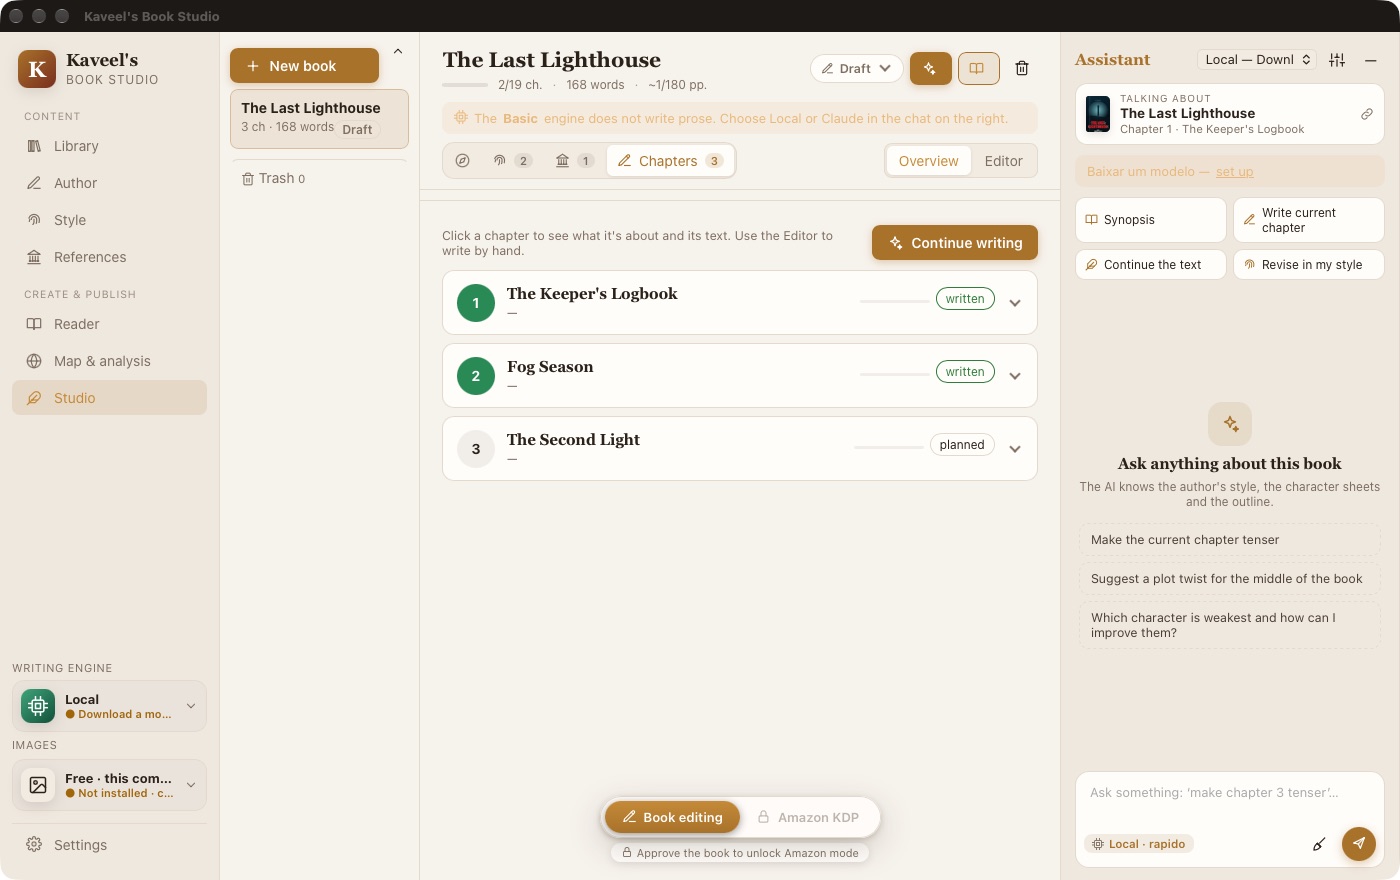 Kaveel's Book Studio
K
Kaveel's
BOOK STUDIO
CONTENT
Library
Author
Style
References
CREATE & PUBLISH
Reader
Map & analysis
Studio
WRITING ENGINE
Local
Download a mo...
IMAGES
Free · this com...
Not installed · c...
Settings
New book
The Last Lighthouse
3 ch · 168 words Draft
Trash 0
The Last Lighthouse
2/19 ch. · 168 words · ~1/180 pp.
Draft
The Basic engine does not write prose. Choose Local or Claude in the chat on the right.
2
1
Chapters 3
Overview
Editor
Click a chapter to see what it's about and its text. Use the Editor to
write by hand.
Continue writing
1
The Keeper's Logbook
—
written
2
Fog Season
—
written
3
The Second Light
—
planned
Book editing
Amazon KDP
Approve the book to unlock Amazon mode
Assistant
Local — Downl
TALKING ABOUT
The Last Lighthouse
Chapter 1 · The Keeper's Logbook
Baixar um modelo — set up
Synopsis
Write current
chapter
Continue the text
Revise in my style
Ask anything about this book
The AI knows the author's style, the character sheets
and the outline.
Make the current chapter tenser
Suggest a plot twist for the middle of the book
Which character is weakest and how can I
improve them?
Ask something: ‘make chapter 3 tenser’...
Local · rapido